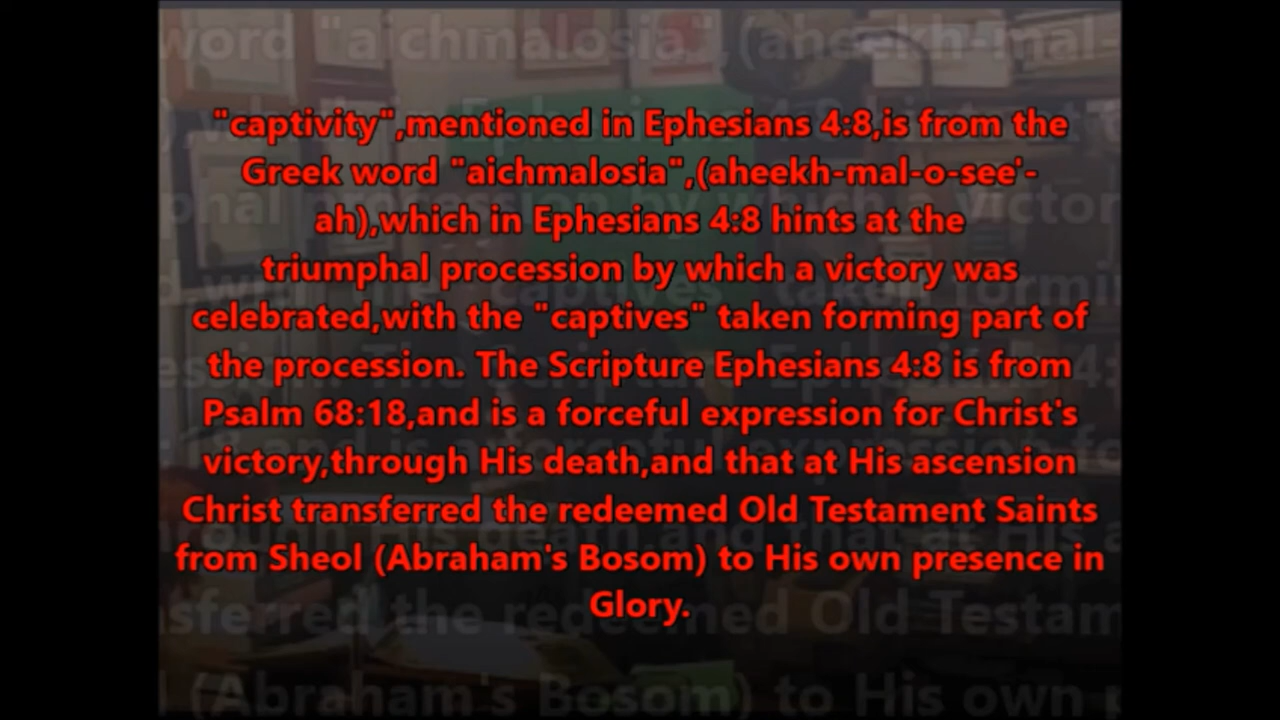 "captivity",mentioned in Ephesians 4:8,is from the
Greek word "aichmalosia",(aheekh-mal-o-see'-
ah),which in Ephesians 4:8 hints at the
triumphal procession by which a victory was
celebrated,with the "captives" taken forming part of
the procession. The Scripture Ephesians 4:8 is from
Psalm 68:18,and is a forceful expression for Christ's
victory,through His death,and that at His ascension
Christ transferred the redeemed Old Testament Saints
from Sheol (Abraham's Bosom) to His own presence in
Glory.